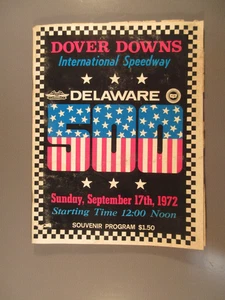 DOVER DOWNS
International Speedway
DELAWARE
500
Sunday, September 17th, 1972
Starting Time 12:00 Noon
SOUVENIR PROGRAM $1.50